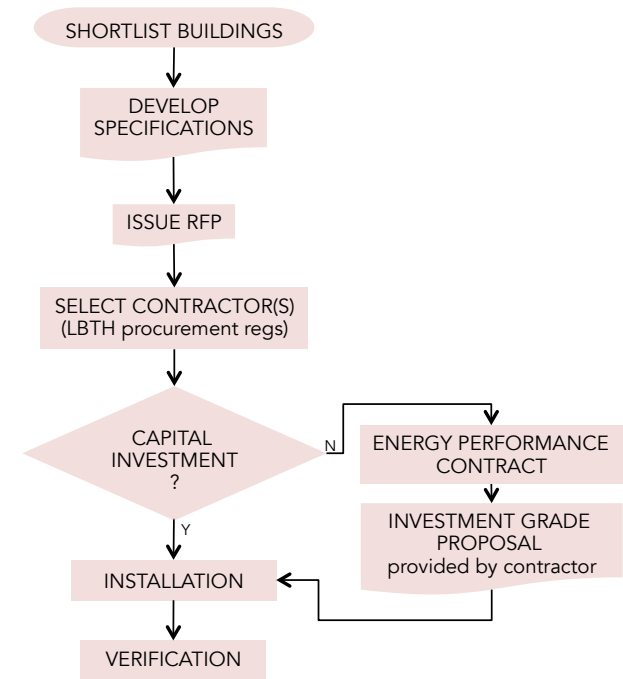 SHORTLIST BUILDINGS
DEVELOP
SPECIFICATIONS
ISSUE RFP
SELECT CONTRACTOR(S)
(LBTH procurement regs)
CAPITAL
INVESTMENT
?
N
ENERGY PERFORMANCE
CONTRACT
INVESTMENT GRADE
PROPOSAL
provided by contractor
Y
INSTALLATION
VERIFICATION